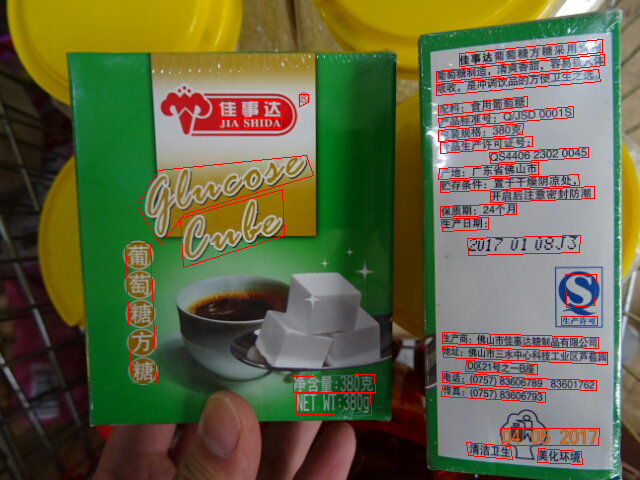 佳事达
JIA SHIDA
Glucose
Cube
葡萄糖方糖
净含量:380克
NET WT:380g
佳事达葡萄糖方糖采用
葡萄糖制造,清爽香甜,容易被人体
吸收,是冲调饮品的方便卫生之选。
配料:食用葡萄糖
产品标准号:Q/JSD 0001S
包装规格:380克
食品生产许可证号:
QS4406 2302 0045
产地:广东省佛山市
贮存条件:置于干燥阴凉处,
开启后注意密封防潮
保质期:24个月
生产日期:
2017 01 08J3
QS
生产许可
生产商:佛山市佳事达糖制品有限公司
地址:佛山市三水中心科技工业区芦苞园
D区21号之一B座
电话:(0757) 83606789 83601762
传真:(0757) 83606793
清洁卫生
美化环境
2017